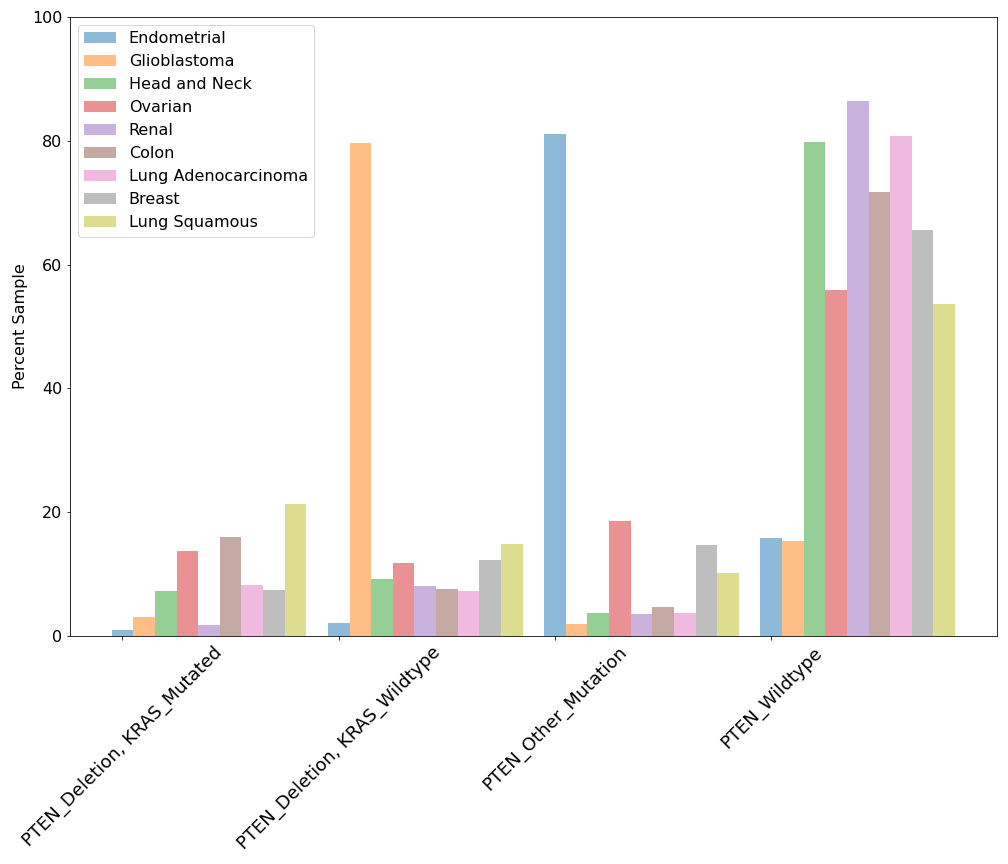 100
80
60
40
20
0
Percent Sample
Endometrial
Glioblastoma
Head and Neck
Ovarian
Renal
Colon
Lung Adenocarcinoma
Breast
Lung Squamous
PTEN_Deletion, KRAS_Mutated
PTEN_Deletion, KRAS_Wildtype
PTEN_Other_Mutation
PTEN_Wildtype